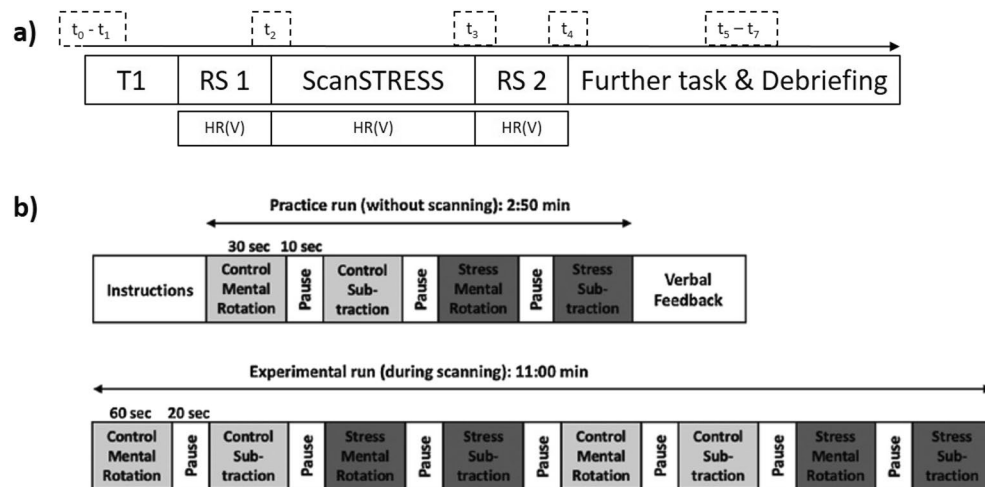 a)
t0 - t1
t2
t3
t4
t5 – t7
T1
RS 1
ScanSTRESS
RS 2
Further task & Debriefing
HR(V)
HR(V)
HR(V)
b)
Practice run (without scanning): 2:50 min
30 sec
10 sec
Instructions
Control
Mental
Rotation
Pause
Control
Sub-
traction
Pause
Stress
Mental
Rotation
Pause
Stress
Sub-
traction
Verbal
Feedback
Experimental run (during scanning): 11:00 min
60 sec
20 sec
Control
Mental
Rotation
Pause
Control
Sub-
traction
Pause
Stress
Mental
Rotation
Pause
Stress
Sub-
traction
Pause
Control
Mental
Rotation
Pause
Control
Sub-
traction
Pause
Stress
Mental
Rotation
Pause
Stress
Sub-
traction